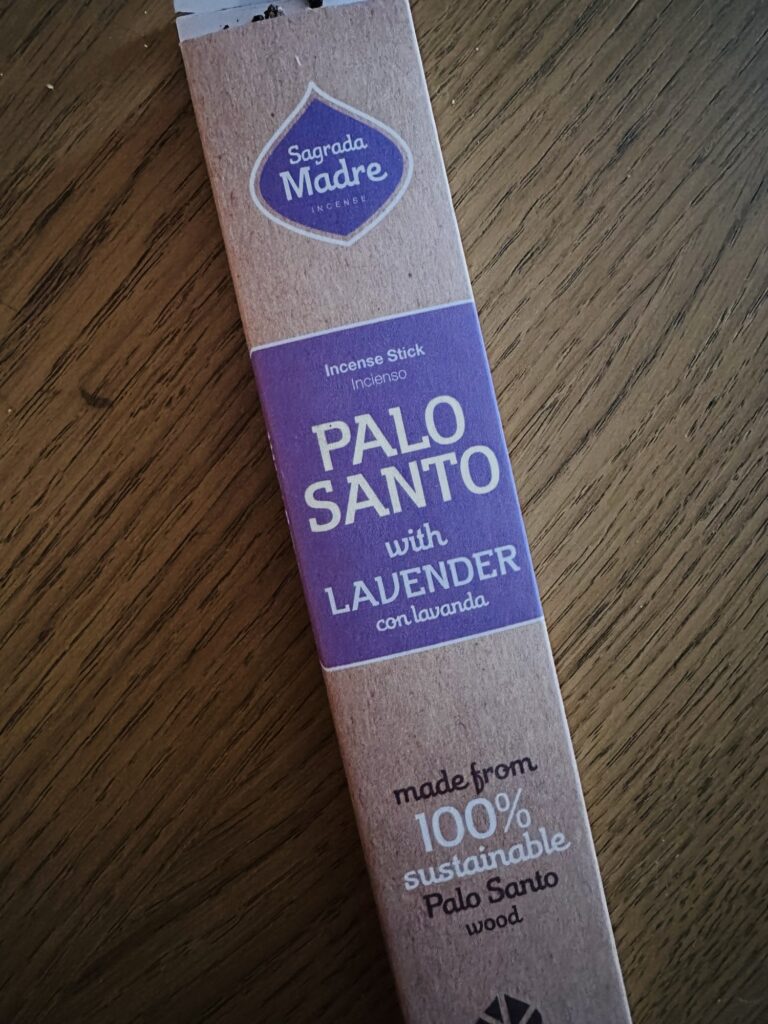 Sagrada
Madre
INCENSE
Incense Stick
Incienso
PALO
SANTO
with
LAVENDER
con lavanda
made from
100%
sustainable
Palo Santo
wood